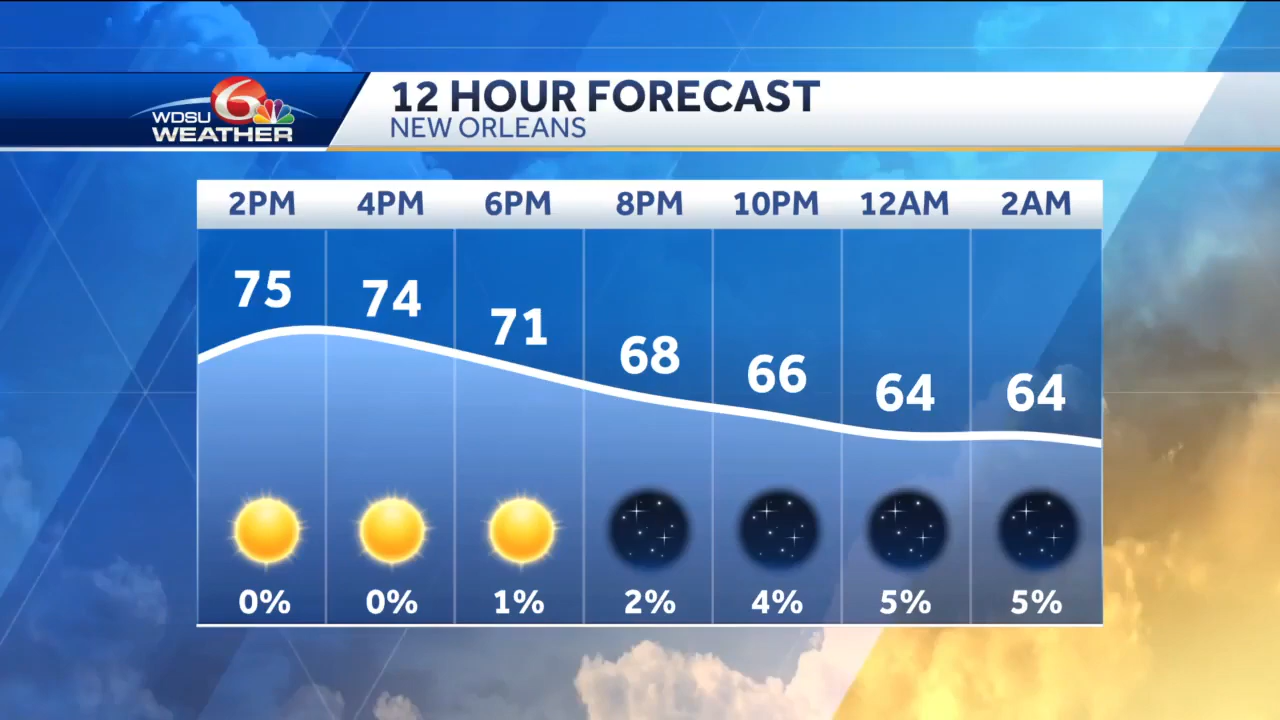 WDSU 6
WEATHER
12 HOUR FORECAST
NEW ORLEANS
2PM 4PM 6PM 8PM 10PM 12AM 2AM
75 74 71 68 66 64 64
0% 0% 1% 2% 4% 5% 5%